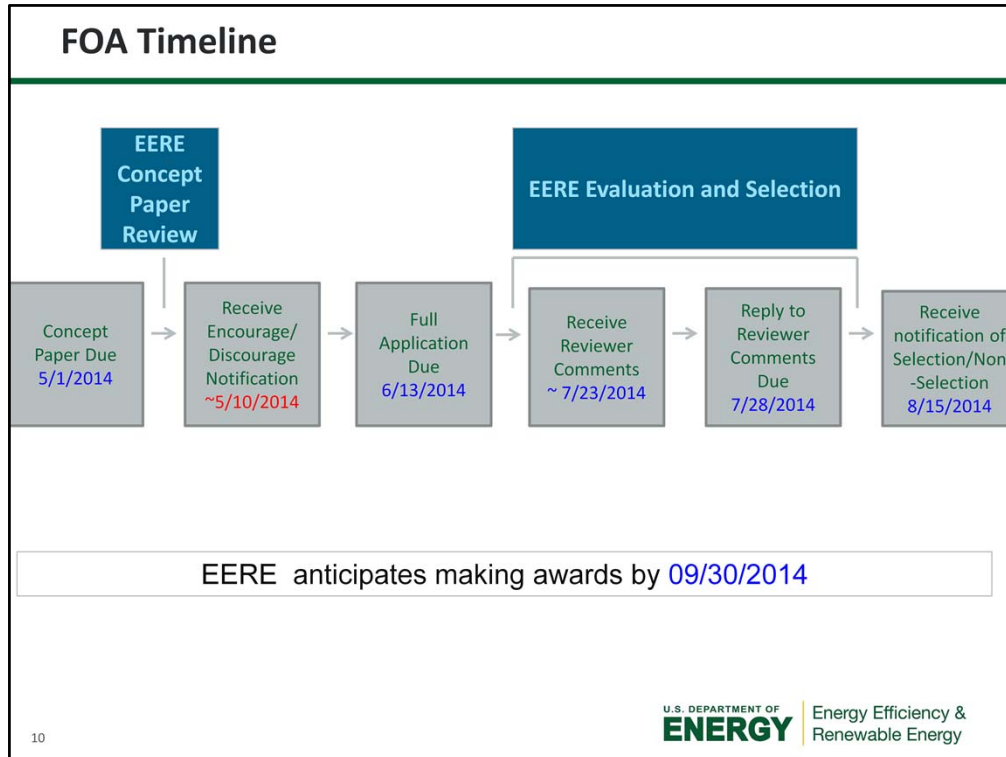 FOA Timeline
EERE
Concept
Paper
Review
EERE Evaluation and Selection
Concept
Paper Due
5/1/2014
Receive
Encourage/
Discourage
Notification
~5/10/2014
Full
Application
Due
6/13/2014
Receive
Reviewer
Comments
~ 7/23/2014
Reply to
Reviewer
Comments
Due
7/28/2014
Receive
notification of
Selection/Non
-Selection
8/15/2014
EERE anticipates making awards by 09/30/2014
10
U.S. DEPARTMENT OF
ENERGY
Energy Efficiency &
Renewable Energy